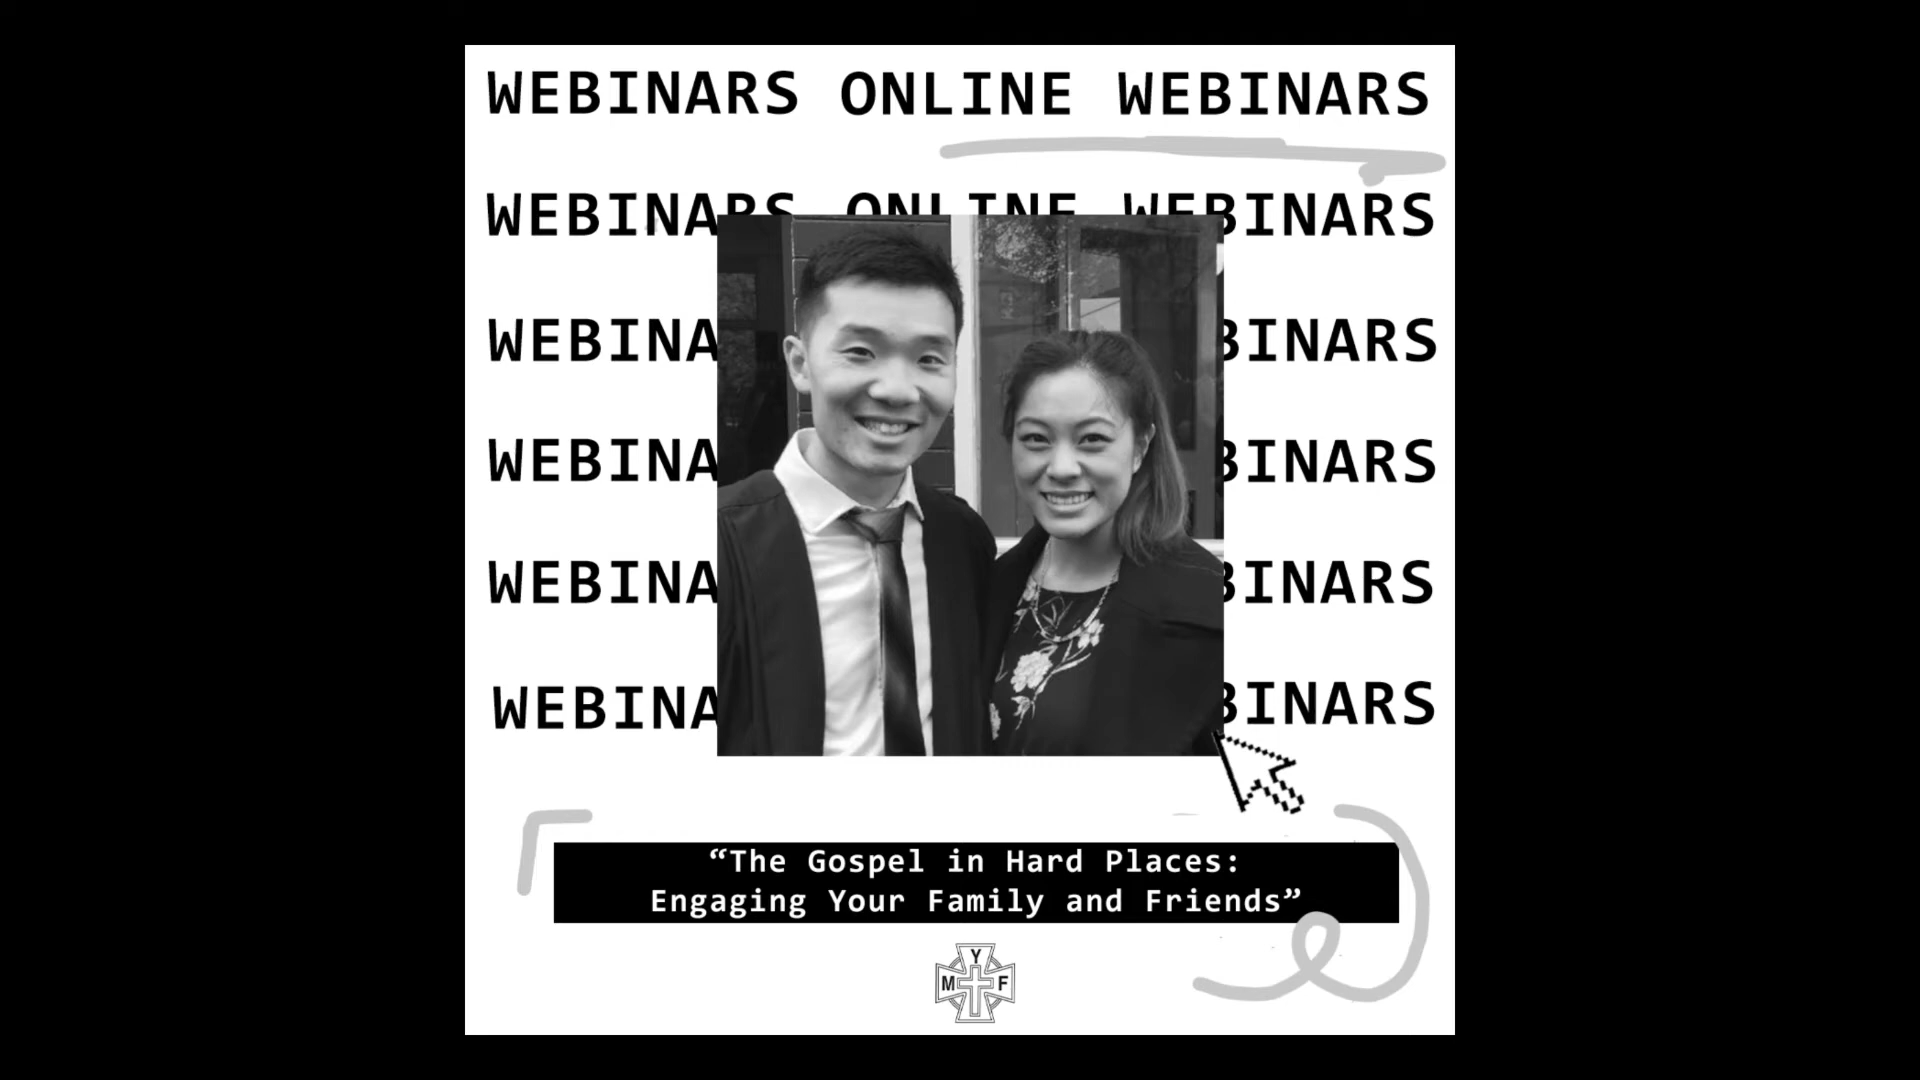 WEBINARS ONLINE WEBINARS
WEBINARS ONLINE WEBINARS
WEBINA BINARS
WEBINA BINARS
WEBINA BINARS
WEBINA BINARS
“The Gospel in Hard Places:
Engaging Your Family and Friends”
Y
M F